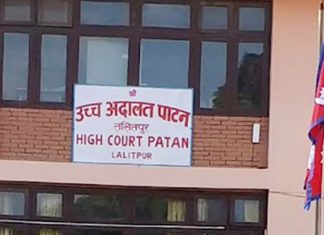 श्री
उच्च अदालत पाटन
ललितपुर
HIGH COURT PATAN
LALITPUR